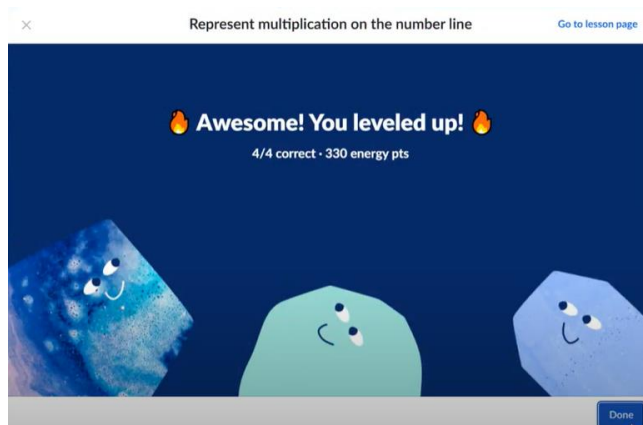 Represent multiplication on the number line
Go to lesson page
🔥 Awesome! You leveled up! 🔥
4/4 correct · 330 energy pts
Done